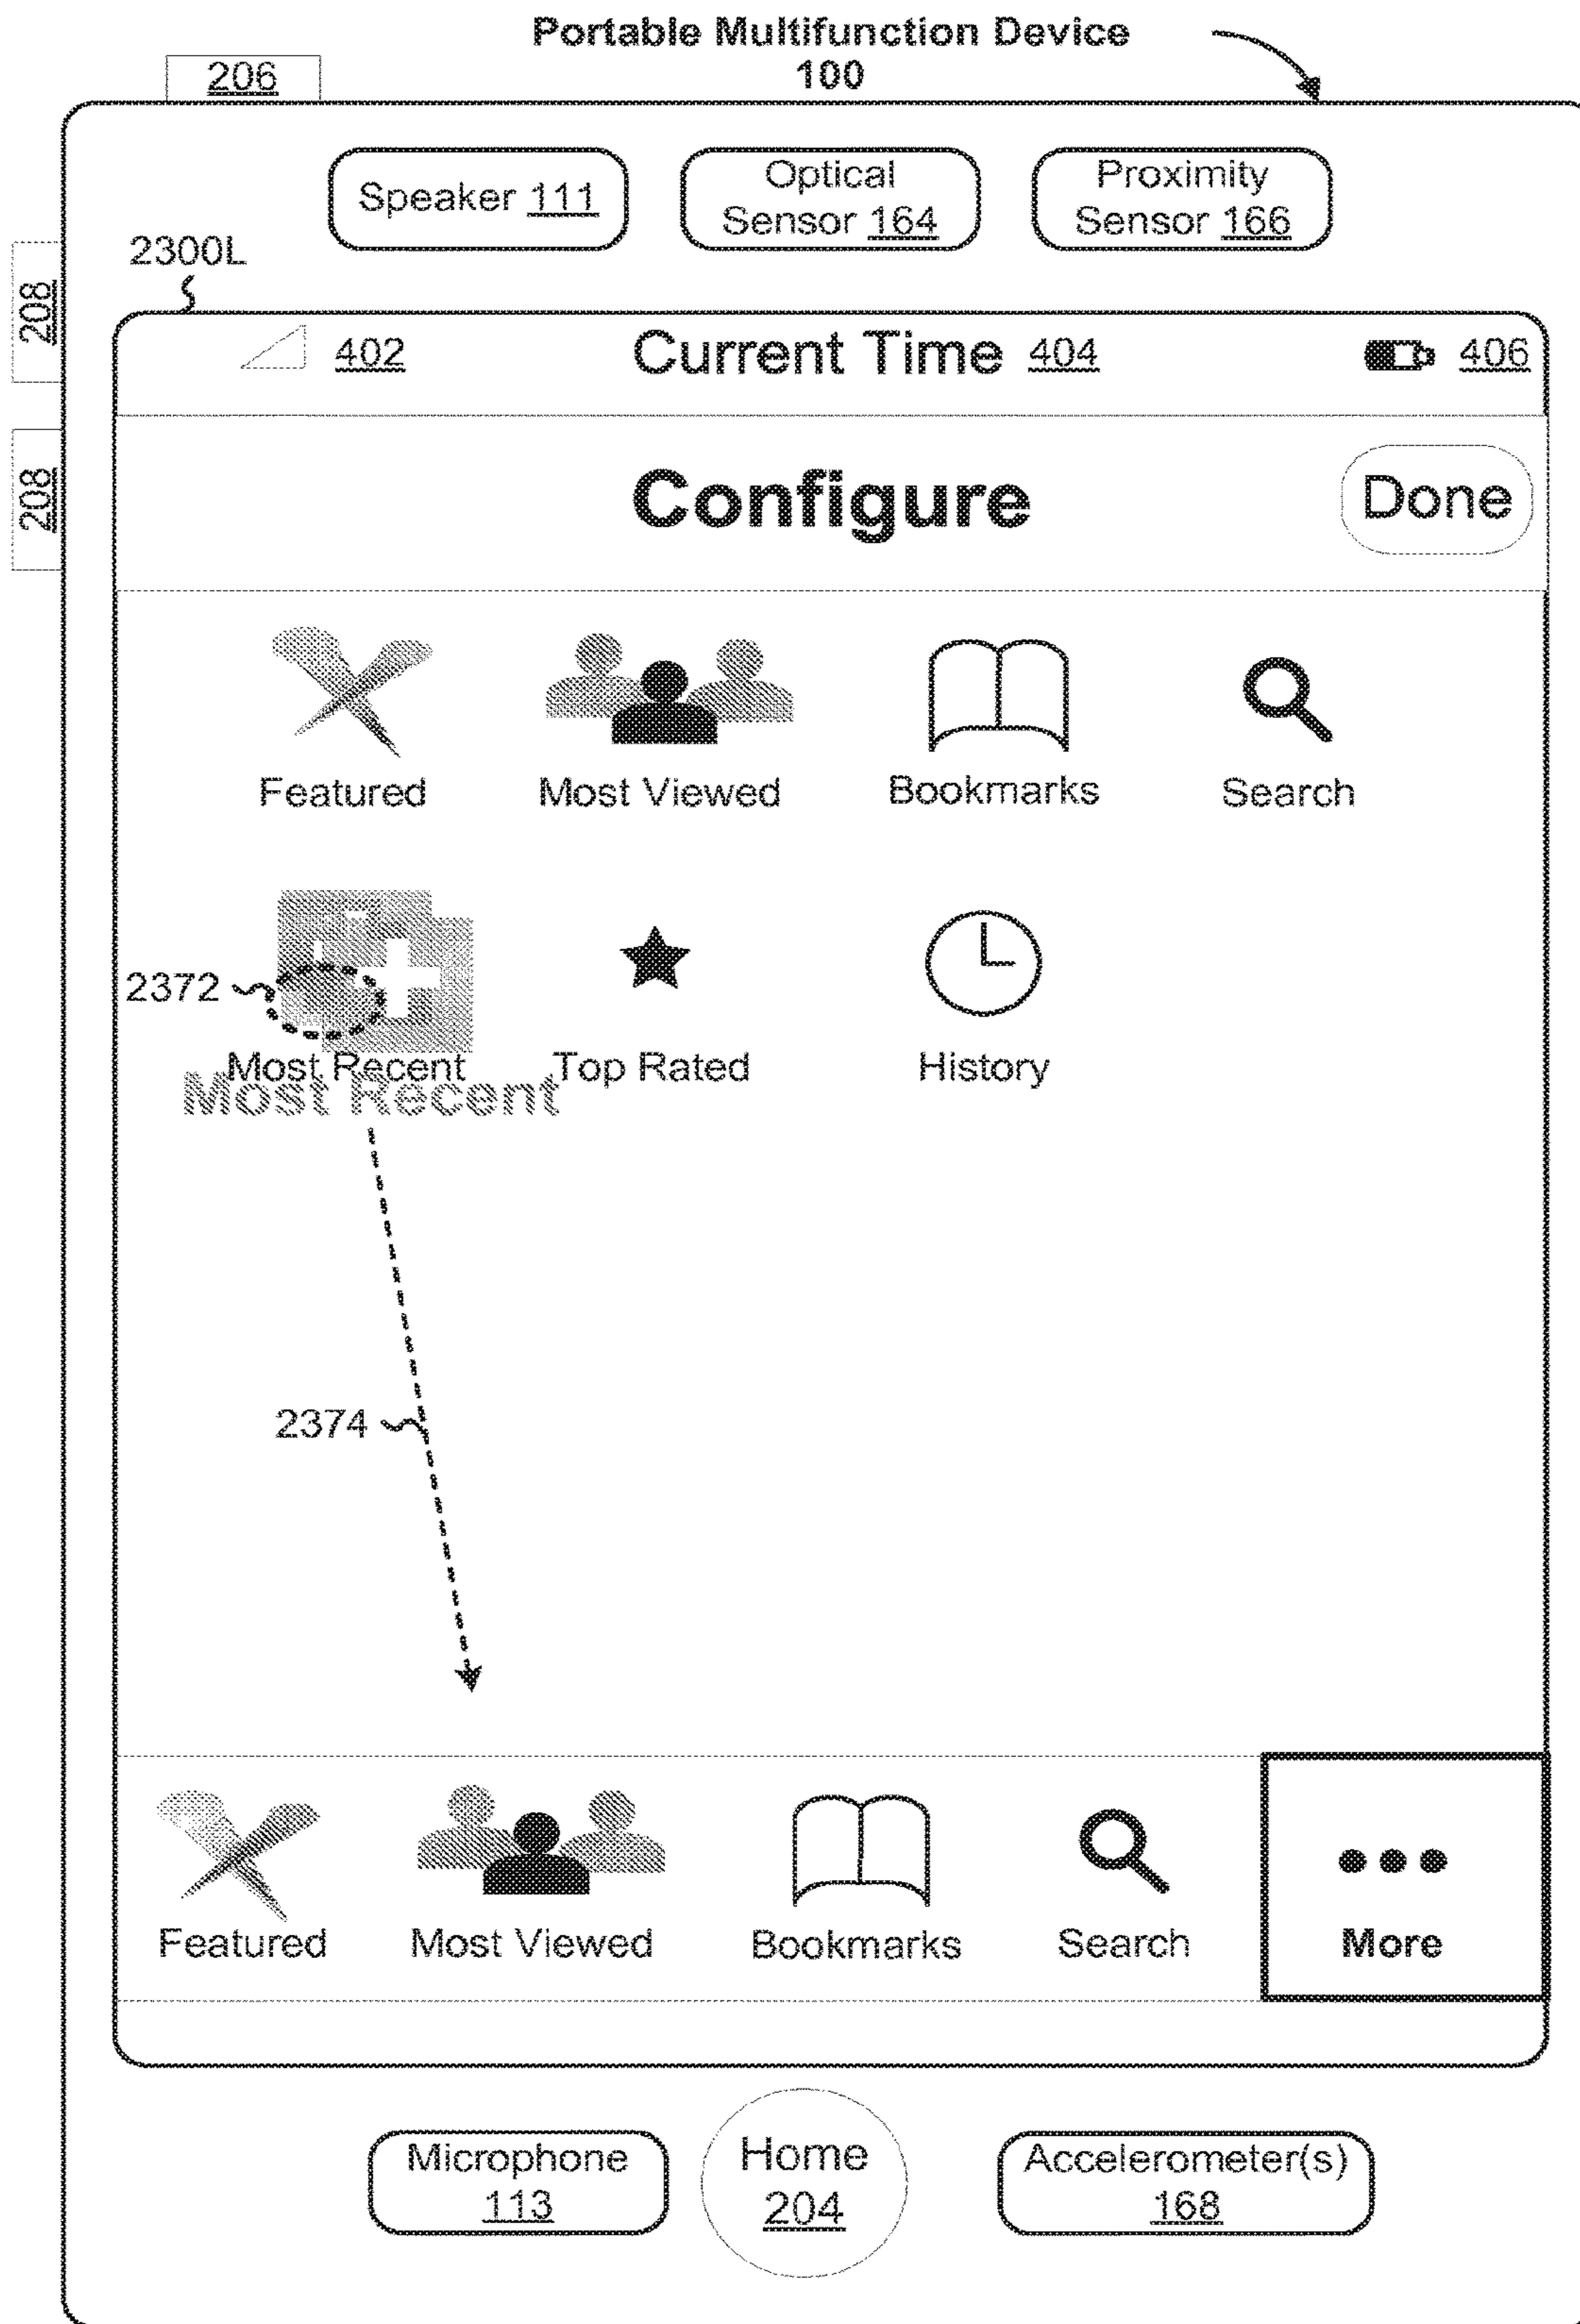 Portable Multifunction Device
100
206
Speaker 111
Optical
Sensor 164
Proximity
Sensor 166
2300L
208
402
Current Time 404
406
208
Configure
Done
Featured
Most Viewed
Bookmarks
Search
2372
Most Recent
Top Rated
History
Most Recent
2374
Featured
Most Viewed
Bookmarks
Search
More
Microphone
113
Home
204
Accelerometer(s)
168